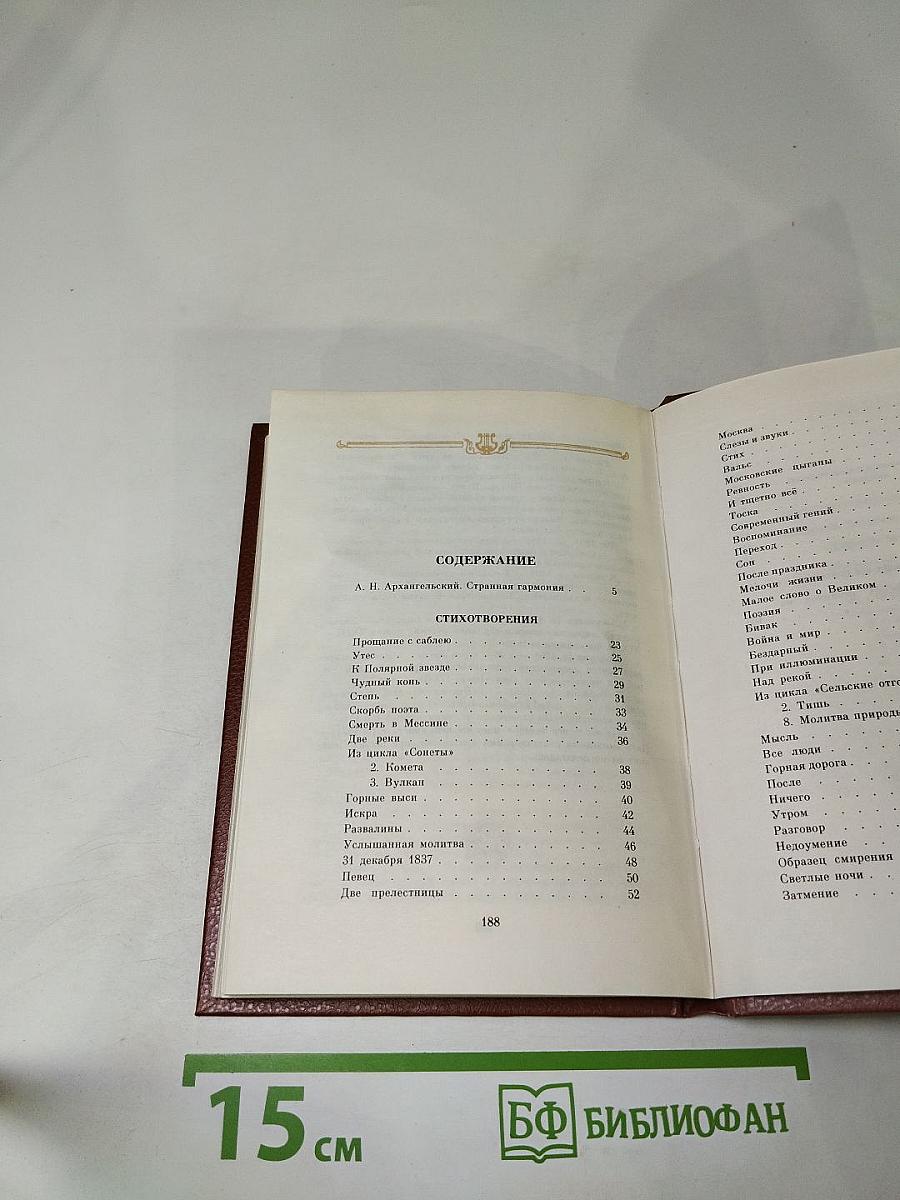 СОДЕРЖАНИЕ
А. Н. Архангельский. Странная гармония . . 5
СТИХОТВОРЕНИЯ
Прощание с саблею . . . . . . . . . . 23
Утес . . . . . . . . . . 25
К Полярной звезде . . . . . . . . . . 27
Чудный конь . . . . . . . . . . 29
Степь . . . . . . . . . . 31
Скорбь поэта . . . . . . . . . . 33
Смерть в Мессине . . . . . . . . . . 34
Две реки . . . . . . . . . . 36
Из цикла «Сонеты»
2. Комета . . . . . . . . . . 38
3. Вулкан . . . . . . . . . . 39
Горные выси . . . . . . . . . . 40
Искра . . . . . . . . . . 42
Развалины . . . . . . . . . . 44
Услышанная молитва . . . . . . . . . . 46
31 декабря 1837 . . . . . . . . . . 48
Певец . . . . . . . . . . 50
Две прелестницы . . . . . . . . . . 52
188
Москва . . . . . .
Слезы и звуки . . . . . .
Стих . . . . . .
Вальс . . . . . .
Московские цыганы . . . . . .
Ревность . . . . . .
И тщетно всё . . . . . .
Тоска . . . . . .
Современный гений . . . . . .
Воспоминание . . . . . .
Переход . . . . . .
Сон . . . . . .
После праздника . . . . . .
Мелочи жизни . . . . . .
Малое слово о Великом . . . .
Поэзия . . . . . .
Бивак . . . . . .
Война и мир . . . . . .
Бездарный . . . . . .
При иллюминации . . . . . .
Над рекой . . . . . .
Из цикла «Сельские отго
2. Тишь . . . . . .
8. Молитва природы
Мысль . . . . . .
Все люди . . . . . .
Горная дорога . . . . . .
После . . . . . .
Ничего . . . . . .
Утром . . . . . .
Разговор . . . . . .
Недоумение . . . . . .
Образец смирения
Светлые ночи . . . .
Затмение . . . .
15 см
БФ БИБЛИОФАН